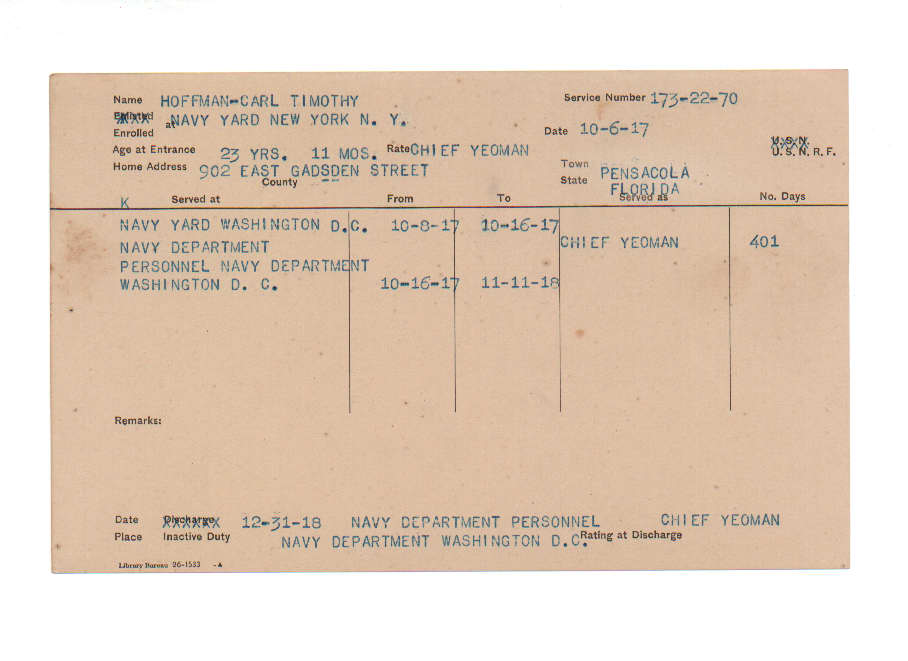 Name HOFFMAN-CARL TIMOTHY Service Number 173-22-70
Enlisted
Enrolled at NAVY YARD NEW YORK N. Y. Date 10-6-17
U.S.N.
Age at Entrance 23 YRS. 11 MOS. Rate CHIEF YEOMAN U.S.N.R.F.
Home Address 902 EAST GADSDEN STREET Town PENSACOLA
County -- State FLORIDA
K Served at From To Served as No. Days
NAVY YARD WASHINGTON D.C. 10-8-17 10-16-17
NAVY DEPARTMENT CHIEF YEOMAN 401
PERSONNEL NAVY DEPARTMENT
WASHINGTON D. C. 10-16-17 11-11-18
Remarks:
Date Discharge 12-31-18 NAVY DEPARTMENT PERSONNEL CHIEF YEOMAN
Place Inactive Duty NAVY DEPARTMENT WASHINGTON D.C. Rating at Discharge
Library Bureau 26-1533 -A